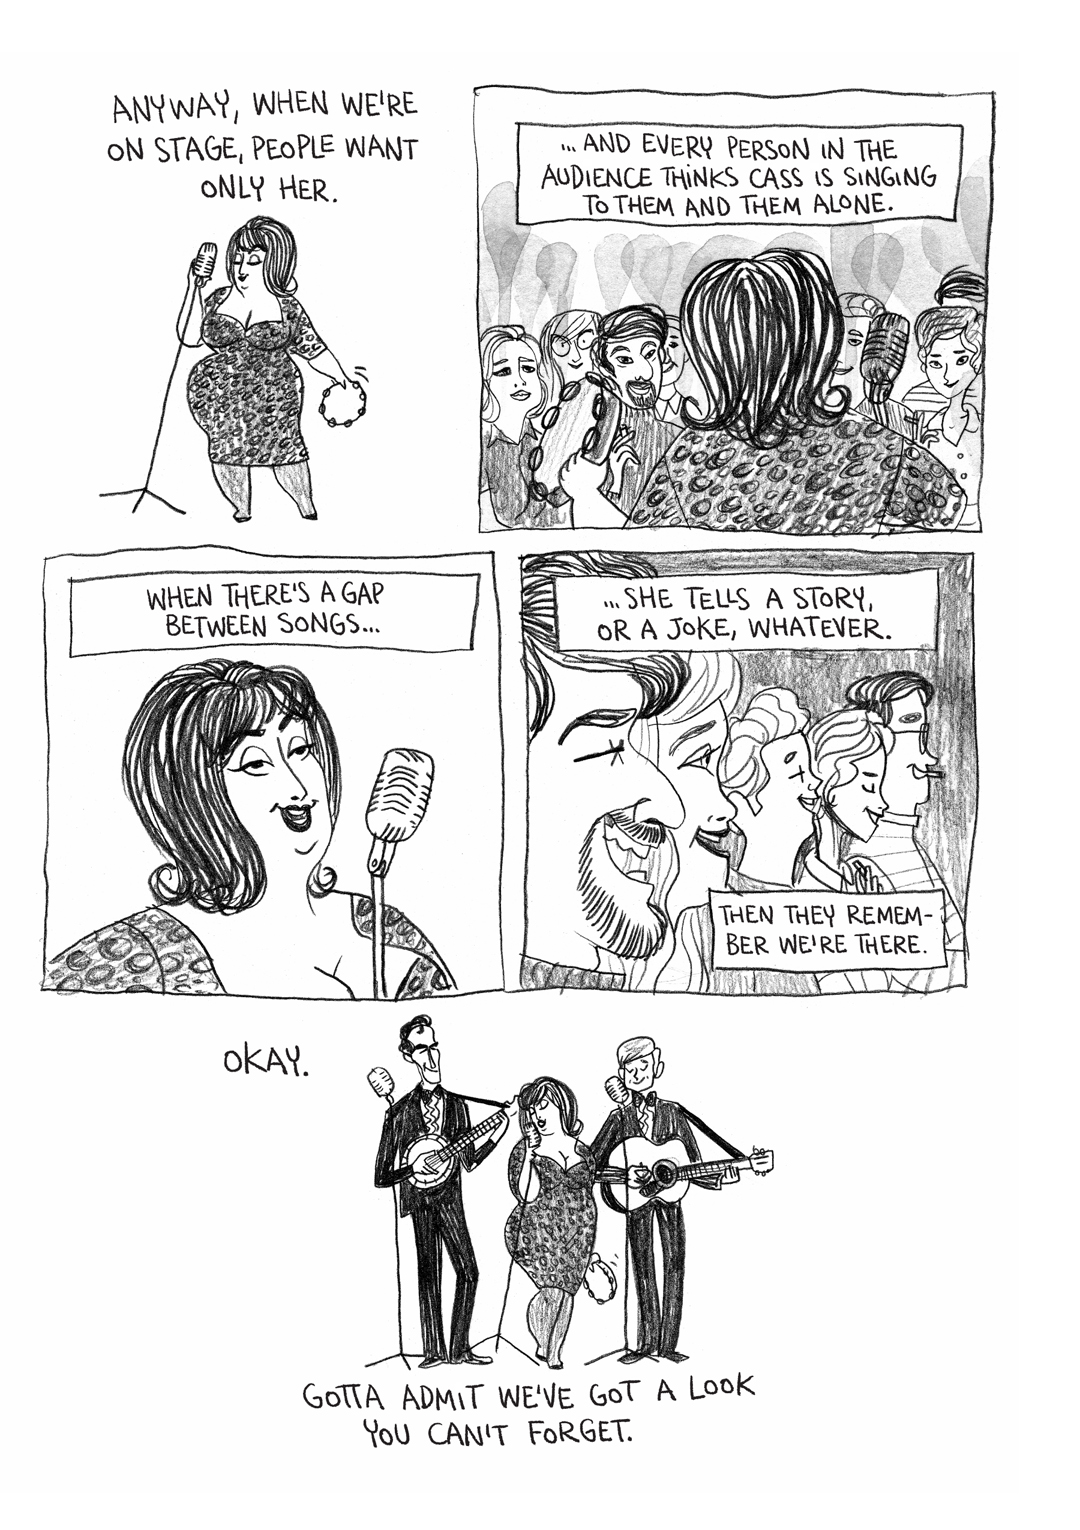 ANYWAY, WHEN WE'RE
ON STAGE, PEOPLE WANT
ONLY HER.
...AND EVERY PERSON IN THE
AUDIENCE THINKS CASS IS SINGING
TO THEM AND THEM ALONE.
WHEN THERE'S A GAP
BETWEEN SONGS...
...SHE TELLS A STORY,
OR A JOKE, WHATEVER.
THEN THEY REMEM-
BER WE'RE THERE.
OKAY.
GOTTA ADMIT WE'VE GOT A LOOK
YOU CAN'T FORGET.